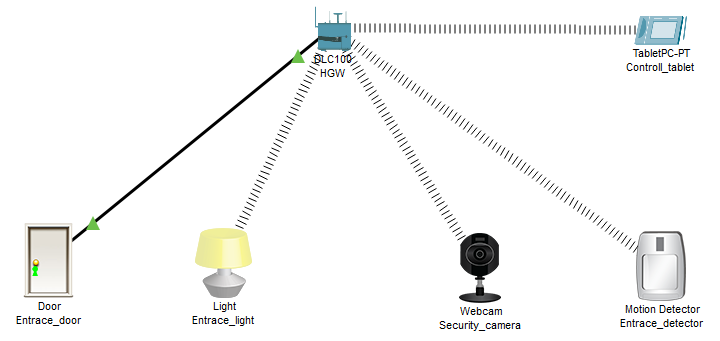 DLC100
HGW
TabletPC-PT
Controll_tablet
Door
Entrace_door
Light
Entrace_light
Webcam
Security_camera
Motion Detector
Entrace_detector